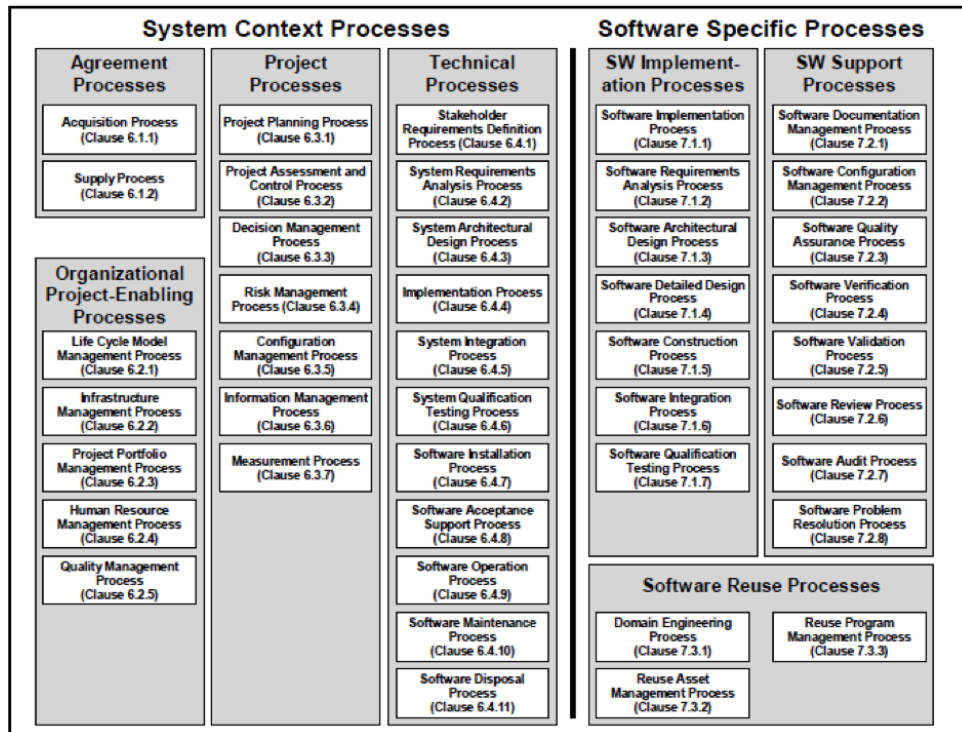 System Context Processes
Software Specific Processes
Agreement
Processes
Acquisition Process
(Clause 6.1.1)
Supply Process
(Clause 6.1.2)
Organizational
Project-Enabling
Processes
Life Cycle Model
Management Process
(Clause 6.2.1)
Infrastructure
Management Process
(Clause 6.2.2)
Project Portfolio
Management Process
(Clause 6.2.3)
Human Resource
Management Process
(Clause 6.2.4)
Quality Management
Process
(Clause 6.2.5)
Project
Processes
Project Planning Process
(Clause 6.3.1)
Project Assessment and
Control Process
(Clause 6.3.2)
Decision Management
Process
(Clause 6.3.3)
Risk Management
Process (Clause 6.3.4)
Configuration
Management Process
(Clause 6.3.5)
Information Management
Process
(Clause 6.3.6)
Measurement Process
(Clause 6.3.7)
Technical
Processes
Stakeholder
Requirements Definition
Process (Clause 6.4.1)
System Requirements
Analysis Process
(Clause 6.4.2)
System Architectural
Design Process
(Clause 6.4.3)
Implementation Process
(Clause 6.4.4)
System Integration
Process
(Clause 6.4.5)
System Qualification
Testing Process
(Clause 6.4.6)
Software Installation
Process
(Clause 6.4.7)
Software Acceptance
Support Process
(Clause 6.4.8)
Software Operation
Process
(Clause 6.4.9)
Software Maintenance
Process
(Clause 6.4.10)
Software Disposal
Process
(Clause 6.4.11)
SW Implement-
ation Processes
Software Implementation
Process
(Clause 7.1.1)
Software Requirements
Analysis Process
(Clause 7.1.2)
Software Architectural
Design Process
(Clause 7.1.3)
Software Detailed Design
Process
(Clause 7.1.4)
Software Construction
Process
(Clause 7.1.5)
Software Integration
Process
(Clause 7.1.6)
Software Qualification
Testing Process
(Clause 7.1.7)
SW Support
Processes
Software Documentation
Management Process
(Clause 7.2.1)
Software Configuration
Management Process
(Clause 7.2.2)
Software Quality
Assurance Process
(Clause 7.2.3)
Software Verification
Process
(Clause 7.2.4)
Software Validation
Process
(Clause 7.2.5)
Software Review Process
(Clause 7.2.6)
Software Audit Process
(Clause 7.2.7)
Software Problem
Resolution Process
(Clause 7.2.8)
Software Reuse Processes
Domain Engineering
Process
(Clause 7.3.1)
Reuse Asset
Management Process
(Clause 7.3.2)
Reuse Program
Management Process
(Clause 7.3.3)